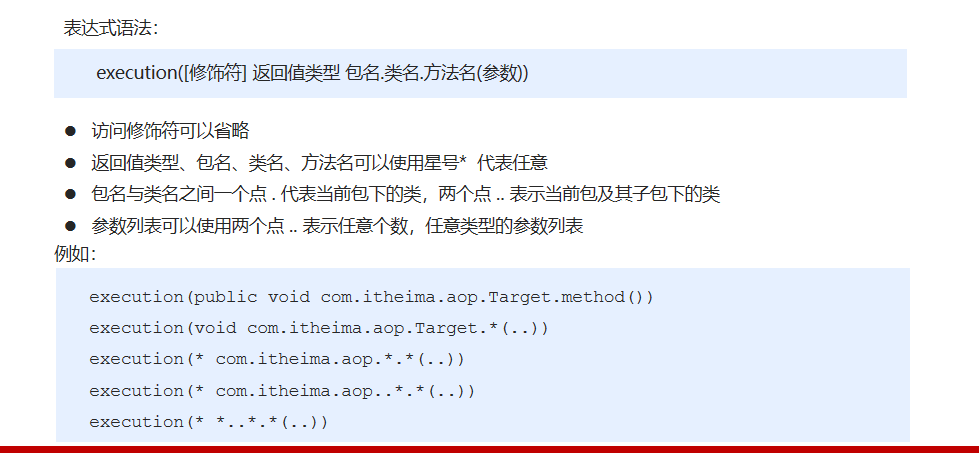 表达式语法：
execution([修饰符] 返回值类型 包名.类名.方法名(参数))
● 访问修饰符可以省略
● 返回值类型、包名、类名、方法名可以使用星号* 代表任意
● 包名与类名之间一个点 . 代表当前包下的类，两个点 .. 表示当前包及其子包下的类
● 参数列表可以使用两个点 .. 表示任意个数，任意类型的参数列表
例如：
execution(public void com.itheima.aop.Target.method())
execution(void com.itheima.aop.Target.*(..))
execution(* com.itheima.aop.*.*(..))
execution(* com.itheima.aop..*.*(..))
execution(* *..*.*(..))